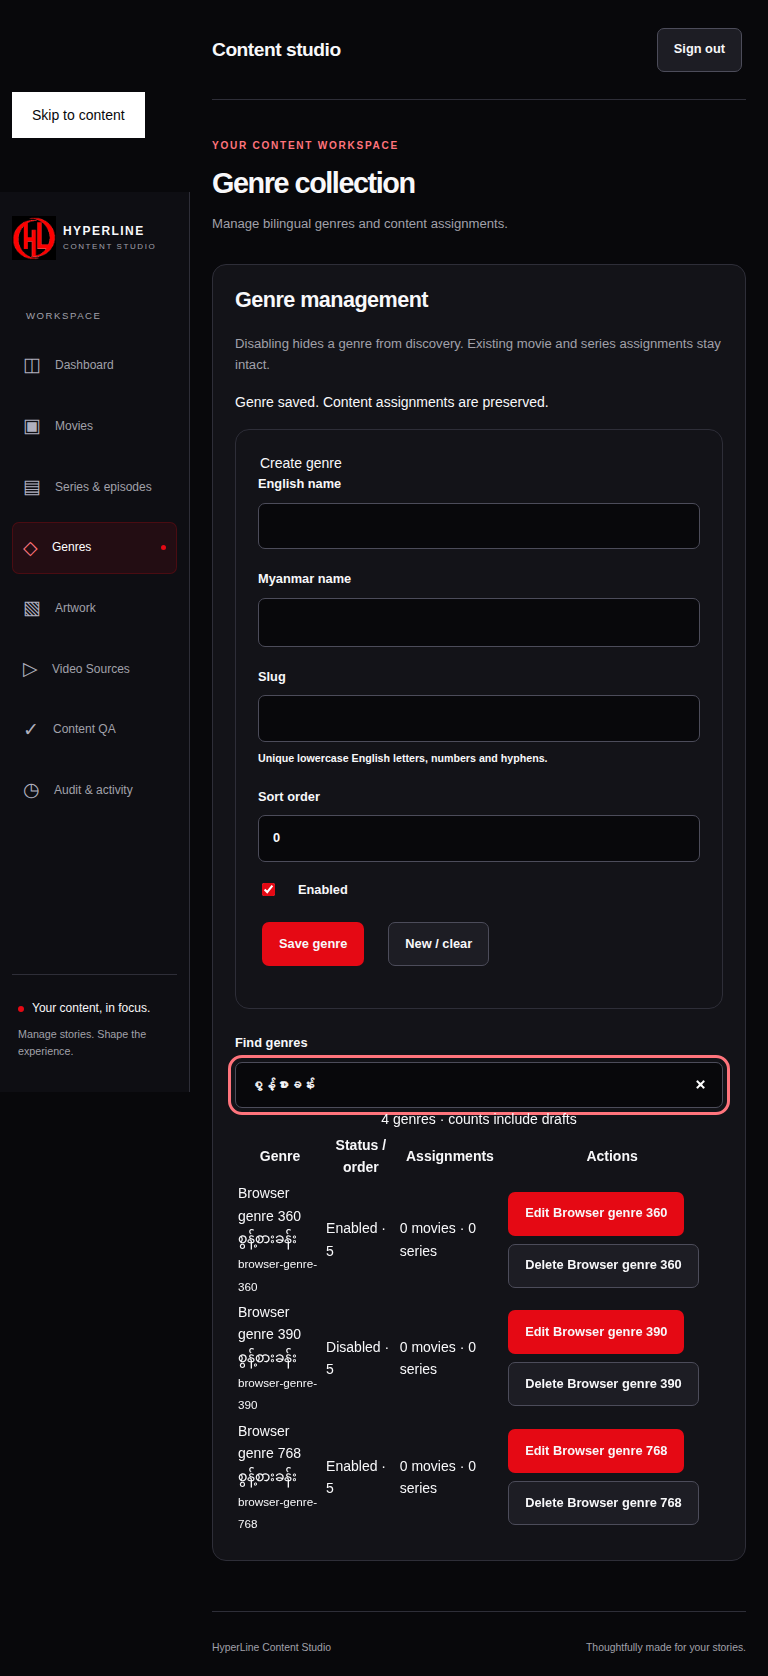 Content studio
Sign out
Skip to content
YOUR CONTENT WORKSPACE
Genre collection
Manage bilingual genres and content assignments.
HYPERLINE
CONTENT STUDIO
WORKSPACE
Dashboard
Movies
Series & episodes
Genres
Artwork
Video Sources
Content QA
Audit & activity
Your content, in focus.
Manage stories. Shape the
experience.
Genre management
Disabling hides a genre from discovery. Existing movie and series assignments stay
intact.
Genre saved. Content assignments are preserved.
Create genre
English name
Myanmar name
Slug
Unique lowercase English letters, numbers and hyphens.
Sort order
0
Enabled
Save genre
New / clear
Find genres
စွန့်စားခန်း
4 genres · counts include drafts
Genre
Status /
order
Assignments
Actions
Browser
genre 360
စွန့်စားခန်း
browser-genre-
360
Enabled ·
5
0 movies · 0
series
Edit Browser genre 360
Delete Browser genre 360
Browser
genre 390
စွန့်စားခန်း
browser-genre-
390
Disabled ·
5
0 movies · 0
series
Edit Browser genre 390
Delete Browser genre 390
Browser
genre 768
စွန့်စားခန်း
browser-genre-
768
Enabled ·
5
0 movies · 0
series
Edit Browser genre 768
Delete Browser genre 768
HyperLine Content Studio
Thoughtfully made for your stories.